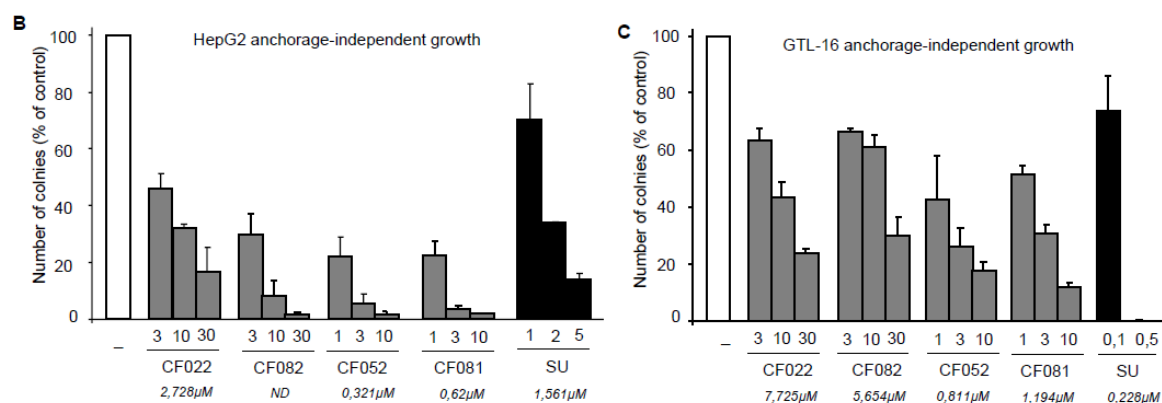 B
HepG2 anchorage-independent growth
Number of colnies (% of control)
100
80
60
40
20
0
– 3 10 30 3 10 30 1 3 10 1 3 10 1 2 5
CF022 CF082 CF052 CF081 SU
2,728µM ND 0,321µM 0,62µM 1,561µM
C
GTL-16 anchorage-independent growth
Number of colnies (% of control)
100
80
60
40
20
0
– 3 10 30 3 10 30 1 3 10 1 3 10 0,1 0,5
CF022 CF082 CF052 CF081 SU
7,725µM 5,654µM 0,811µM 1,194µM 0,228µM